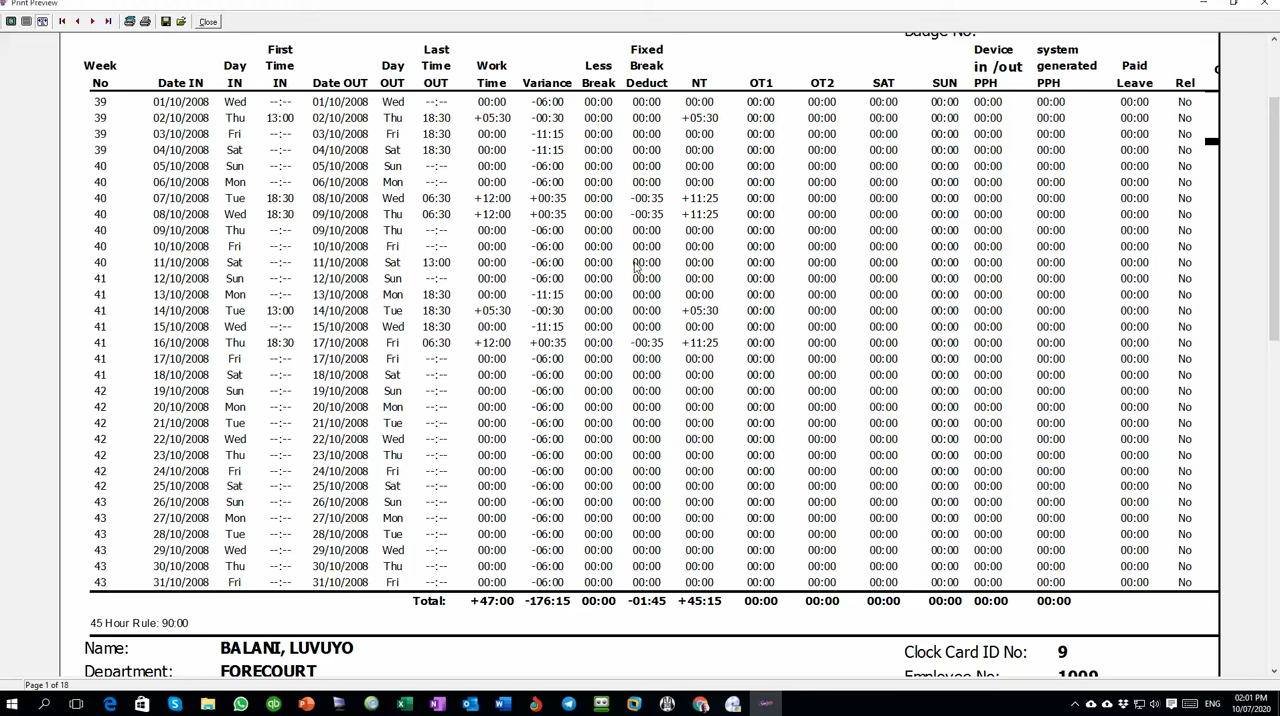 Print Preview
Close
Badge No:
Week No Date IN Day IN First Time IN Date OUT Day OUT Last Time OUT Work Time Variance Less Break Fixed Break Deduct NT OT1 OT2 SAT SUN Device in /out PPH system generated PPH Paid Leave Rel
39 01/10/2008 Wed --:-- 01/10/2008 Wed --:-- 00:00 -06:00 00:00 00:00 00:00 00:00 00:00 00:00 00:00 00:00 00:00 00:00 No
39 02/10/2008 Thu 13:00 02/10/2008 Thu 18:30 +05:30 -00:30 00:00 00:00 +05:30 00:00 00:00 00:00 00:00 00:00 00:00 00:00 No
39 03/10/2008 Fri --:-- 03/10/2008 Fri 18:30 00:00 -11:15 00:00 00:00 00:00 00:00 00:00 00:00 00:00 00:00 00:00 00:00 No
39 04/10/2008 Sat --:-- 04/10/2008 Sat 18:30 00:00 -11:15 00:00 00:00 00:00 00:00 00:00 00:00 00:00 00:00 00:00 00:00 No
40 05/10/2008 Sun --:-- 05/10/2008 Sun --:-- 00:00 -06:00 00:00 00:00 00:00 00:00 00:00 00:00 00:00 00:00 00:00 00:00 No
40 06/10/2008 Mon --:-- 06/10/2008 Mon --:-- 00:00 -06:00 00:00 00:00 00:00 00:00 00:00 00:00 00:00 00:00 00:00 00:00 No
40 07/10/2008 Tue 18:30 08/10/2008 Wed 06:30 +12:00 +00:35 00:00 -00:35 +11:25 00:00 00:00 00:00 00:00 00:00 00:00 00:00 No
40 08/10/2008 Wed 18:30 09/10/2008 Thu 06:30 +12:00 +00:35 00:00 -00:35 +11:25 00:00 00:00 00:00 00:00 00:00 00:00 00:00 No
40 09/10/2008 Thu --:-- 09/10/2008 Thu --:-- 00:00 -06:00 00:00 00:00 00:00 00:00 00:00 00:00 00:00 00:00 00:00 00:00 No
40 10/10/2008 Fri --:-- 10/10/2008 Fri --:-- 00:00 -06:00 00:00 00:00 00:00 00:00 00:00 00:00 00:00 00:00 00:00 00:00 No
40 11/10/2008 Sat --:-- 11/10/2008 Sat 13:00 00:00 -06:00 00:00 00:00 00:00 00:00 00:00 00:00 00:00 00:00 00:00 00:00 No
41 12/10/2008 Sun --:-- 12/10/2008 Sun --:-- 00:00 -06:00 00:00 00:00 00:00 00:00 00:00 00:00 00:00 00:00 00:00 00:00 No
41 13/10/2008 Mon --:-- 13/10/2008 Mon 18:30 00:00 -11:15 00:00 00:00 00:00 00:00 00:00 00:00 00:00 00:00 00:00 00:00 No
41 14/10/2008 Tue 13:00 14/10/2008 Tue 18:30 +05:30 -00:30 00:00 00:00 +05:30 00:00 00:00 00:00 00:00 00:00 00:00 00:00 No
41 15/10/2008 Wed --:-- 15/10/2008 Wed 18:30 00:00 -11:15 00:00 00:00 00:00 00:00 00:00 00:00 00:00 00:00 00:00 00:00 No
41 16/10/2008 Thu 18:30 17/10/2008 Fri 06:30 +12:00 +00:35 00:00 -00:35 +11:25 00:00 00:00 00:00 00:00 00:00 00:00 00:00 No
41 17/10/2008 Fri --:-- 17/10/2008 Fri --:-- 00:00 -06:00 00:00 00:00 00:00 00:00 00:00 00:00 00:00 00:00 00:00 00:00 No
41 18/10/2008 Sat --:-- 18/10/2008 Sat --:-- 00:00 -06:00 00:00 00:00 00:00 00:00 00:00 00:00 00:00 00:00 00:00 00:00 No
42 19/10/2008 Sun --:-- 19/10/2008 Sun --:-- 00:00 -06:00 00:00 00:00 00:00 00:00 00:00 00:00 00:00 00:00 00:00 00:00 No
42 20/10/2008 Mon --:-- 20/10/2008 Mon --:-- 00:00 -06:00 00:00 00:00 00:00 00:00 00:00 00:00 00:00 00:00 00:00 00:00 No
42 21/10/2008 Tue --:-- 21/10/2008 Tue --:-- 00:00 -06:00 00:00 00:00 00:00 00:00 00:00 00:00 00:00 00:00 00:00 00:00 No
42 22/10/2008 Wed --:-- 22/10/2008 Wed --:-- 00:00 -06:00 00:00 00:00 00:00 00:00 00:00 00:00 00:00 00:00 00:00 00:00 No
42 23/10/2008 Thu --:-- 23/10/2008 Thu --:-- 00:00 -06:00 00:00 00:00 00:00 00:00 00:00 00:00 00:00 00:00 00:00 00:00 No
42 24/10/2008 Fri --:-- 24/10/2008 Fri --:-- 00:00 -06:00 00:00 00:00 00:00 00:00 00:00 00:00 00:00 00:00 00:00 00:00 No
42 25/10/2008 Sat --:-- 25/10/2008 Sat --:-- 00:00 -06:00 00:00 00:00 00:00 00:00 00:00 00:00 00:00 00:00 00:00 00:00 No
43 26/10/2008 Sun --:-- 26/10/2008 Sun --:-- 00:00 -06:00 00:00 00:00 00:00 00:00 00:00 00:00 00:00 00:00 00:00 00:00 No
43 27/10/2008 Mon --:-- 27/10/2008 Mon --:-- 00:00 -06:00 00:00 00:00 00:00 00:00 00:00 00:00 00:00 00:00 00:00 00:00 No
43 28/10/2008 Tue --:-- 28/10/2008 Tue --:-- 00:00 -06:00 00:00 00:00 00:00 00:00 00:00 00:00 00:00 00:00 00:00 00:00 No
43 29/10/2008 Wed --:-- 29/10/2008 Wed --:-- 00:00 -06:00 00:00 00:00 00:00 00:00 00:00 00:00 00:00 00:00 00:00 00:00 No
43 30/10/2008 Thu --:-- 30/10/2008 Thu --:-- 00:00 -06:00 00:00 00:00 00:00 00:00 00:00 00:00 00:00 00:00 00:00 00:00 No
43 31/10/2008 Fri --:-- 31/10/2008 Fri --:-- 00:00 -06:00 00:00 00:00 00:00 00:00 00:00 00:00 00:00 00:00 00:00 00:00 No
Total: +47:00 -176:15 00:00 -01:45 +45:15 00:00 00:00 00:00 00:00 00:00 00:00
45 Hour Rule: 90:00
Name: BALANI, LUVUYO Clock Card ID No: 9
Department: FORECOURT Employee No: 1009
Page 1 of 18
ENG
02:01 PM
10/07/2020